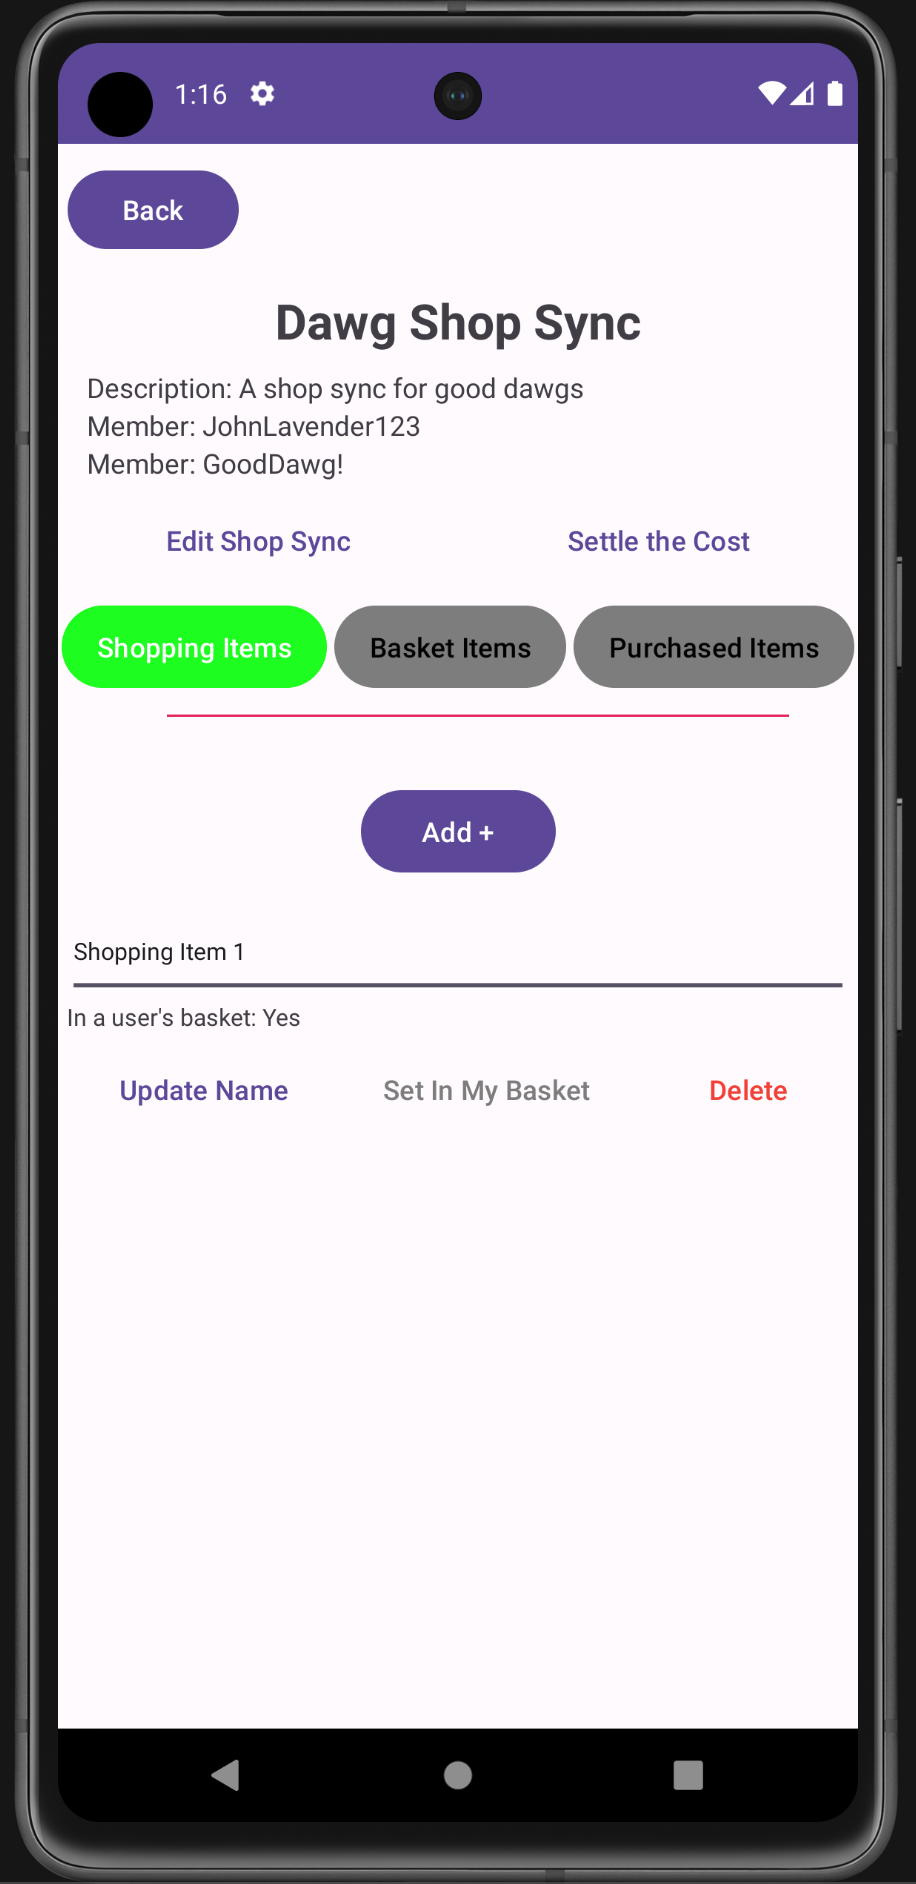 1:16
Back
Dawg Shop Sync
Description: A shop sync for good dawgs
Member: JohnLavender123
Member: GoodDawg!
Edit Shop Sync Settle the Cost
Shopping Items Basket Items Purchased Items
Add +
Shopping Item 1
In a user's basket: Yes
Update Name Set In My Basket Delete